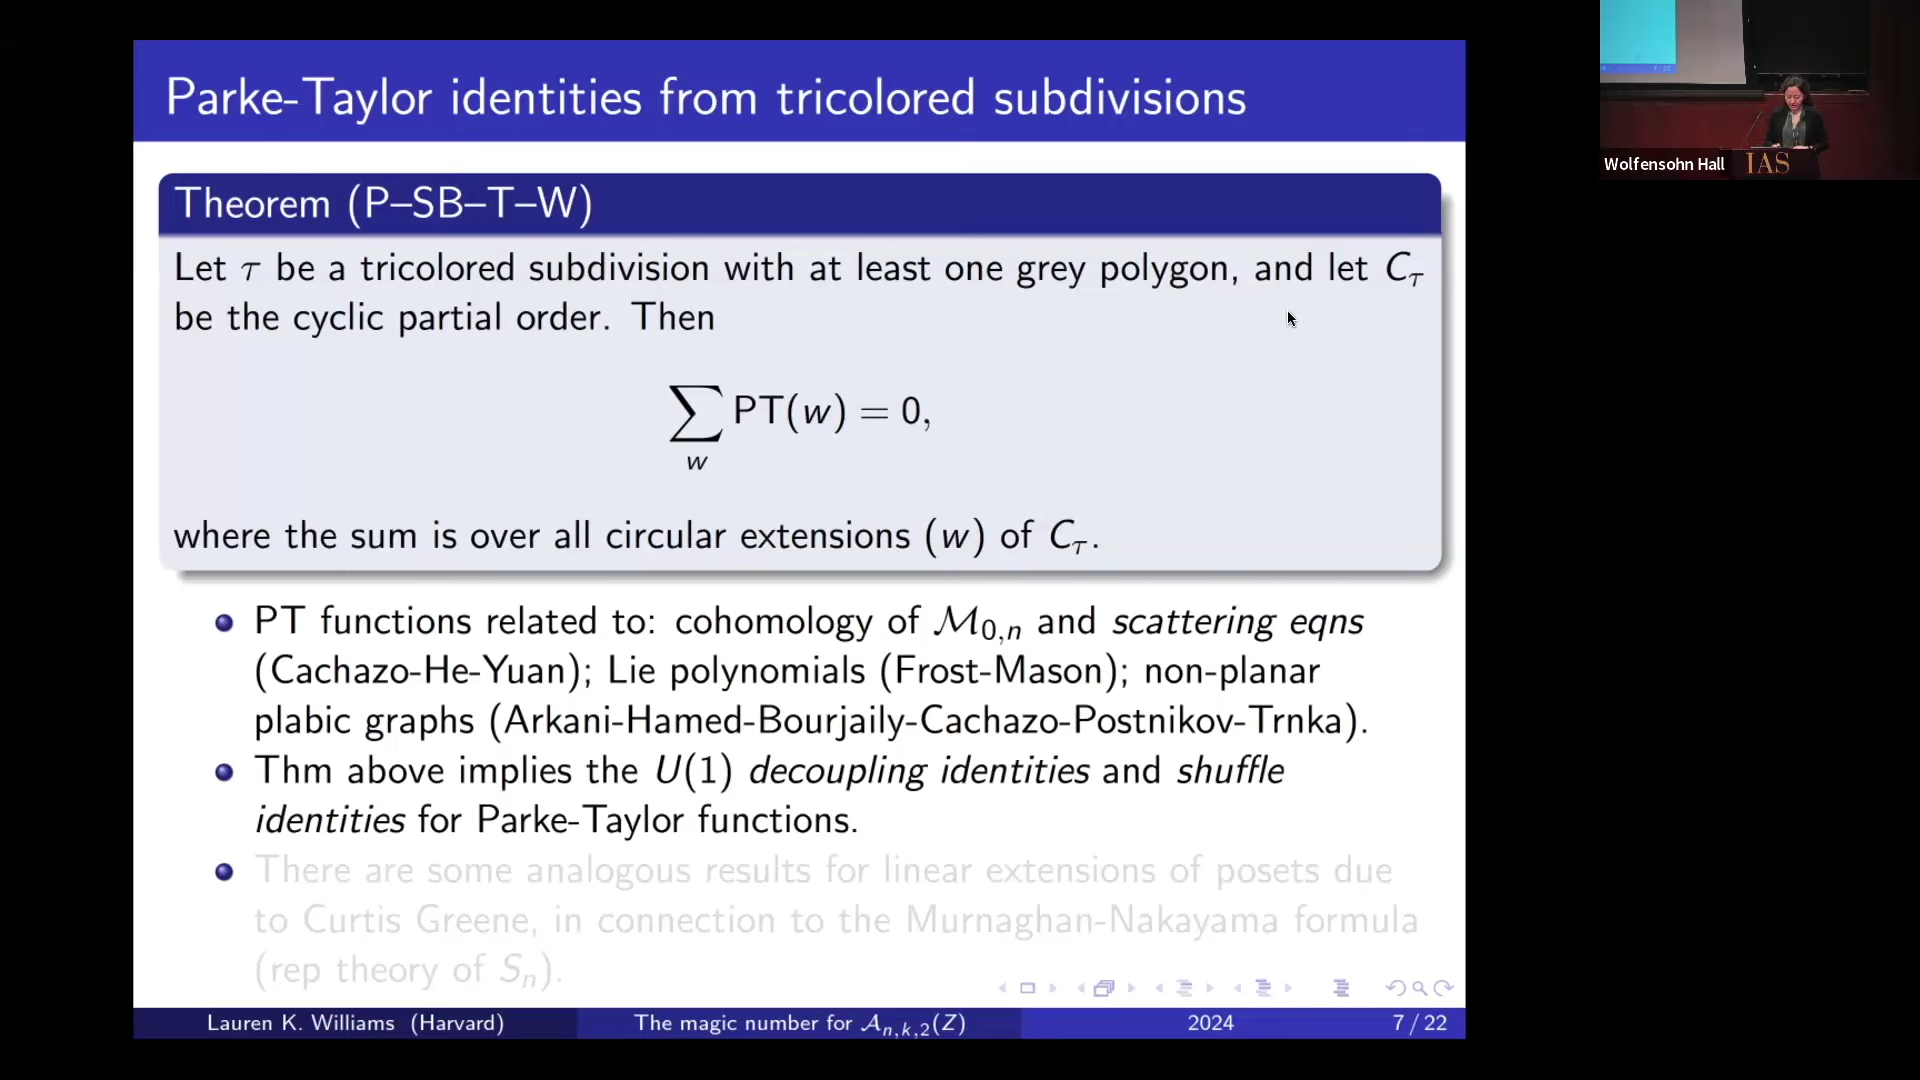 Parke-Taylor identities from tricolored subdivisions
Theorem (P–SB–T–W)
Let τ be a tricolored subdivision with at least one grey polygon, and let C_τ
be the cyclic partial order. Then
∑_w PT(w) = 0,
where the sum is over all circular extensions (w) of C_τ.
PT functions related to: cohomology of ℳ_{0,n} and scattering eqns
(Cachazo-He-Yuan); Lie polynomials (Frost-Mason); non-planar
plabic graphs (Arkani-Hamed-Bourjaily-Cachazo-Postnikov-Trnka).
Thm above implies the U(1) decoupling identities and shuffle
identities for Parke-Taylor functions.
There are some analogous results for linear extensions of posets due
to Curtis Greene, in connection to the Murnaghan-Nakayama formula
(rep theory of S_n).
Lauren K. Williams (Harvard)
The magic number for 𝒜_{n,k,2}(Z)
2024
7 / 22
Wolfensohn Hall
IAS